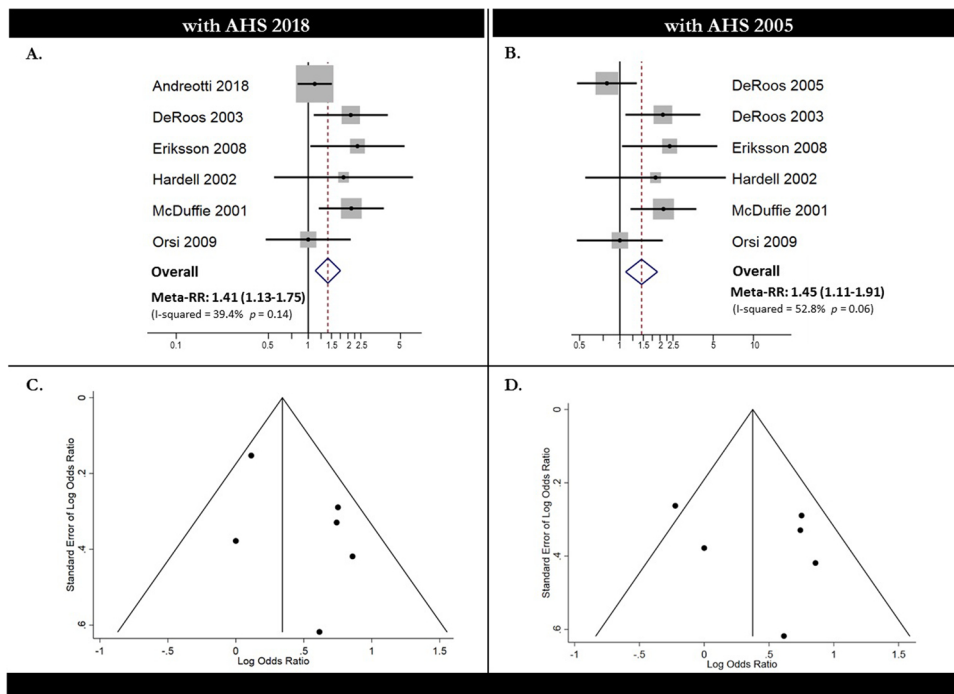 with AHS 2018
with AHS 2005
A.
Andreotti 2018
DeRoos 2003
Eriksson 2008
Hardell 2002
McDuffie 2001
Orsi 2009
Overall
Meta-RR: 1.41 (1.13-1.75)
(I-squared = 39.4% p = 0.14)
0.1 0.5 1 1.5 2 2.5 5
B.
DeRoos 2005
DeRoos 2003
Eriksson 2008
Hardell 2002
McDuffie 2001
Orsi 2009
Overall
Meta-RR: 1.45 (1.11-1.91)
(I-squared = 52.8% p = 0.06)
0.5 1 1.5 2 2.5 5 10
C.
Standard Error of Log Odds Ratio
0
.2
.4
.6
-1 -.5 0 .5 1 1.5
Log Odds Ratio
D.
Standard Error of Log Odds Ratio
0
.2
.4
.6
-1 -.5 0 .5 1 1.5
Log Odds Ratio